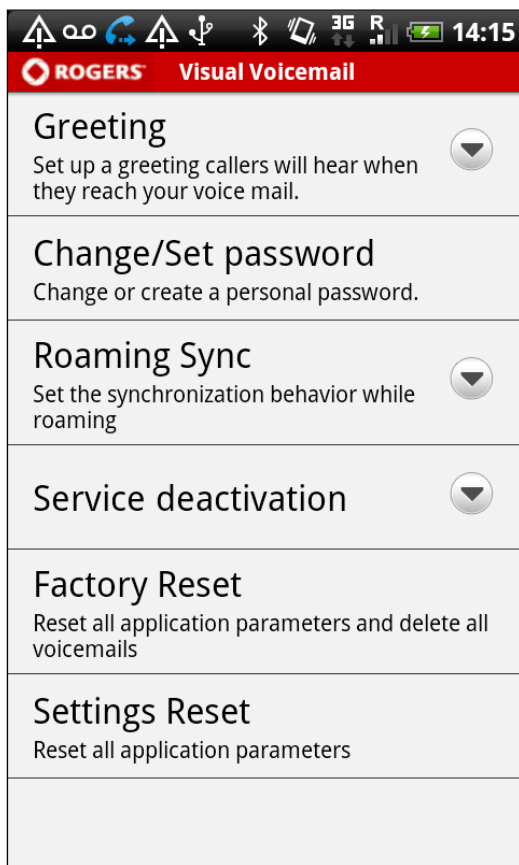 3G R 14:15
ROGERS™ Visual Voicemail
Greeting
Set up a greeting callers will hear when
they reach your voice mail.
Change/Set password
Change or create a personal password.
Roaming Sync
Set the synchronization behavior while
roaming
Service deactivation
Factory Reset
Reset all application parameters and delete all
voicemails
Settings Reset
Reset all application parameters